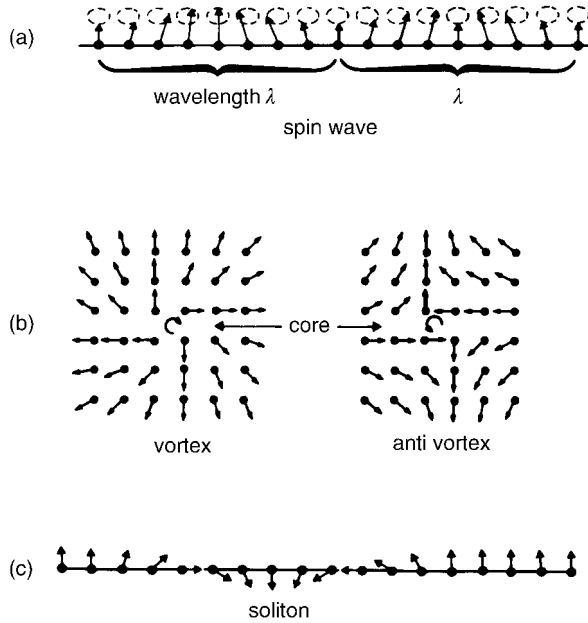 (a)
wavelength λ
λ
spin wave
(b)
core
vortex
anti vortex
(c)
soliton